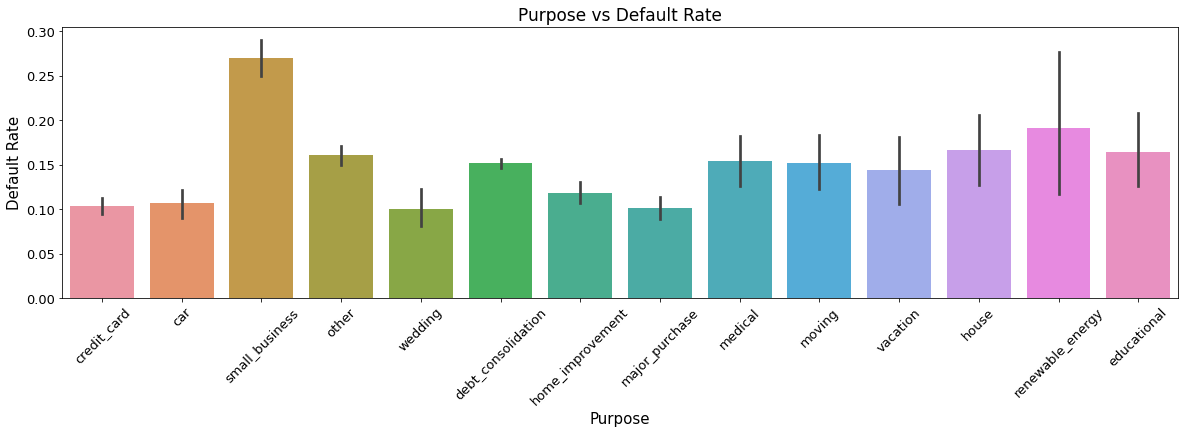 Purpose vs Default Rate
0.30
0.25
0.20
0.15
0.10
0.05
0.00
Default Rate
credit_card
car
small_business
other
wedding
debt_consolidation
home_improvement
major_purchase
medical
moving
vacation
house
renewable_energy
educational
Purpose